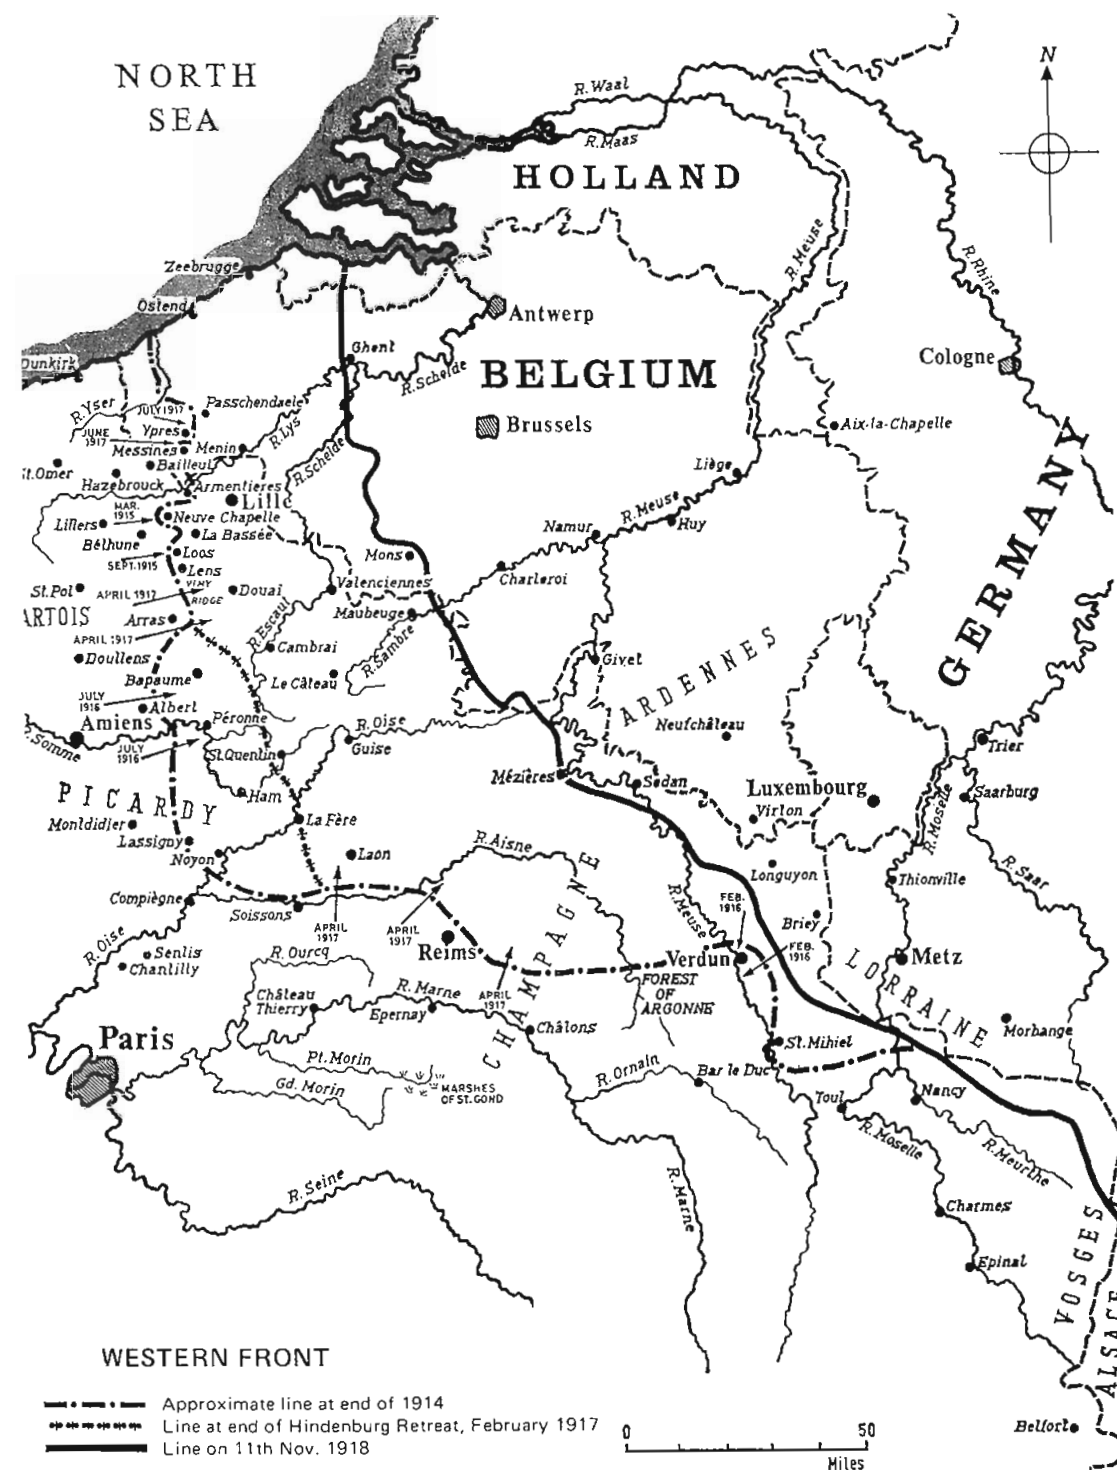 NORTH
SEA
N
R. Waal
R. Maas
HOLLAND
R. Meuse
R. Rhine
Zeebrugge
Ostend
Antwerp
Dunkirk
Ghent
R. Schelde
BELGIUM
Cologne
R. Yser
JULY 1917
Passchendaele
Brussels
Aix-la-Chapelle
JUNE
1917
Ypres
Menin
R. Lys
Messines
R. Schelde
St. Omer
Bailleul
Hazebrouck
Armentieres
Liège
GERMANY
Lille
MAR.
1915
Neuve Chapelle
R. Meuse
Huy
Lillers
La Bassée
Namur
Béthune
Loos
Mons
SEPT. 1915
Lens
Charleroi
VIMY
RIDGE
St. Pol
APRIL 1917
Douai
Valenciennes
ARTOIS
Arras
Maubeuge
R. Escaut
APRIL 1917
R. Sambre
Cambrai
Doullens
Givet
ARDENNES
Bapaume
Le Câteau
JULY
1916
Albert
Amiens
Péronne
R. Oise
Neufchâteau
R. Somme
JULY
1916
St. Quentin
Guise
Trier
Mézières
Sedan
Luxembourg
Saarburg
PICARDY
Ham
Virton
R. Moselle
Montdidier
La Fère
Lassigny
R. Aisne
Noyon
Laon
Longuyon
Thionville
R. Saar
Compiègne
R. Meuse
FEB.
1916
Soissons
APRIL
1917
APRIL
1917
Briey
R. Oise
Reims
CHAMPAGNE
FEB.
1916
Senlis
Chantilly
R. Ourcq
Verdun
LORRAINE
Metz
FOREST
OF
ARGONNE
R. Marne
APRIL
1917
Château
Thierry
Epernay
Châlons
Morhange
Paris
St. Mihiel
Pt. Morin
R. Ornain
Bar le Duc
Gd. Morin
MARSHES
OF ST. GOND
Toul
Nancy
R. Moselle
R. Meurthe
R. Seine
R. Marne
Charmes
VOSGES
Epinal
ALSACE
WESTERN FRONT
Approximate line at end of 1914
Line at end of Hindenburg Retreat, February 1917
Line on 11th Nov. 1918
0 50
Miles
Belfort